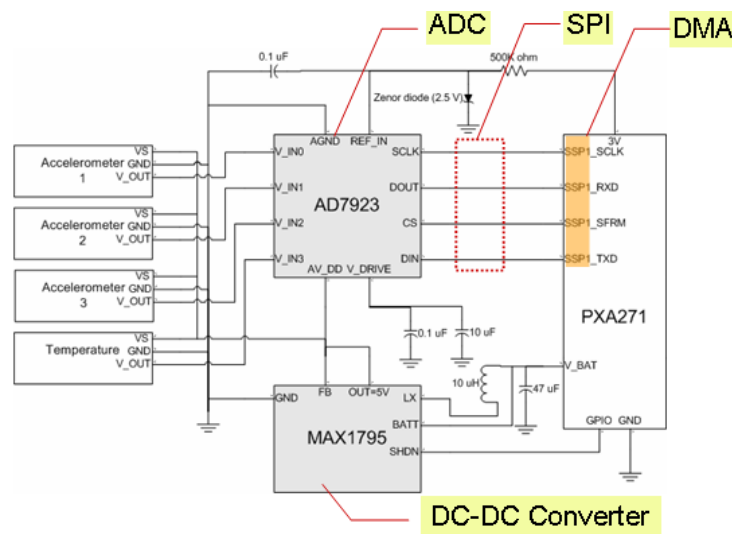 ADC
SPI
DMA
0.1 uF
500K ohm
Zenor diode (2.5 V)
AGND REF_IN
3V
VS
Accelerometer GND
1
V_OUT
V_IN0
SCLK
SSP1_SCLK
V_IN1
DOUT
SSP1_RXD
AD7923
VS
Accelerometer GND
2
V_OUT
V_IN2
CS
SSP1_SFRM
V_IN3
DIN
SSP1_TXD
AV_DD V_DRIVE
VS
Accelerometer GND
3
V_OUT
PXA271
0.1 uF
10 uF
VS
Temperature GND
V_OUT
V_BAT
10 uH
47 uF
FB OUT=5V
GND
LX
MAX1795
BATT
SHDN
GPIO GND
DC-DC Converter